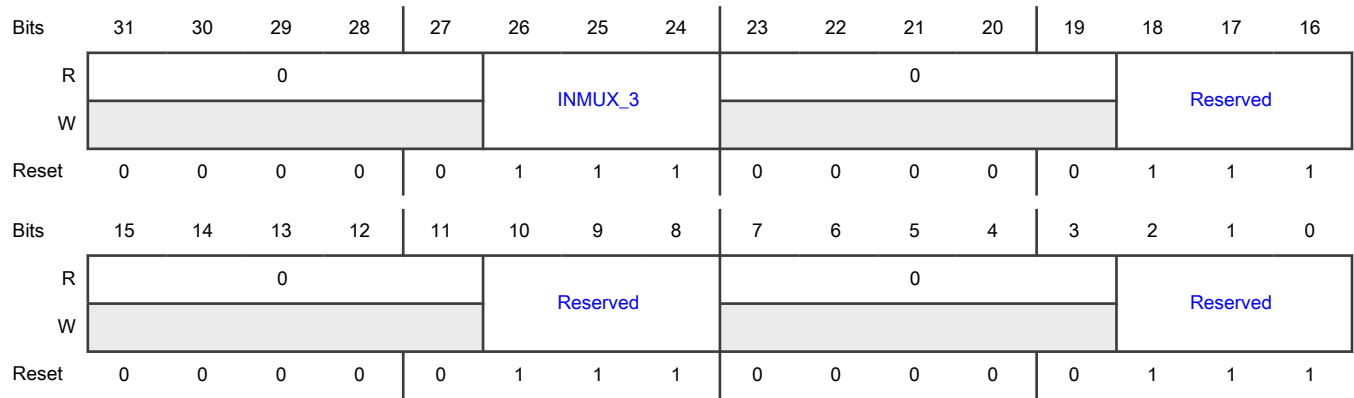 Bits 31 30 29 28 27 26 25 24 23 22 21 20 19 18 17 16
R 0 INMUX_3 0 Reserved
W
Reset 0 0 0 0 0 1 1 1 0 0 0 0 0 1 1 1
Bits 15 14 13 12 11 10 9 8 7 6 5 4 3 2 1 0
R 0 Reserved 0 Reserved
W
Reset 0 0 0 0 0 1 1 1 0 0 0 0 0 1 1 1